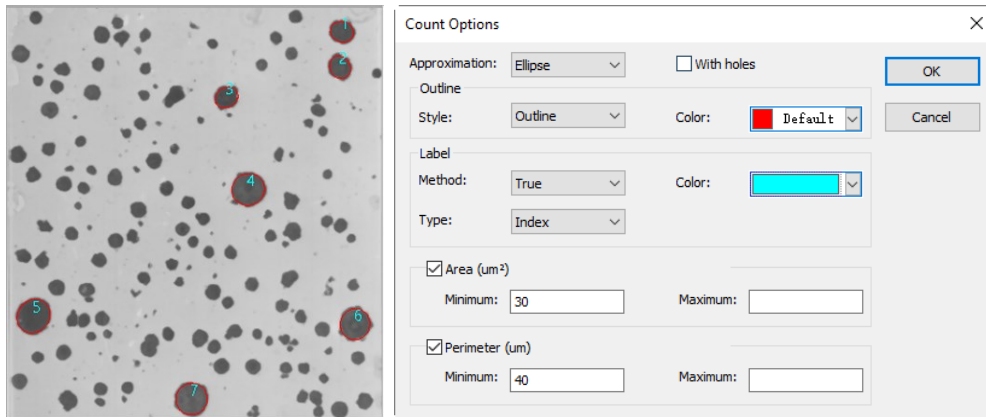 1
2
3
4
5
6
7
Count Options
Approximation: Ellipse With holes OK
Outline
Style: Outline Color: Default Cancel
Label
Method: True Color:
Type: Index
Area (um²)
Minimum: 30 Maximum:
Perimeter (um)
Minimum: 40 Maximum: